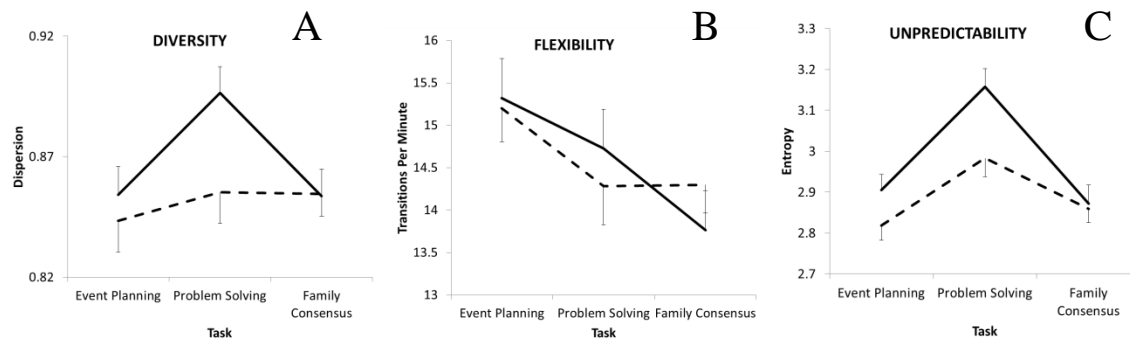 A
DIVERSITY
0.92
0.87
0.82
Dispersion
Event Planning Problem Solving Family
Consensus
Task
B
FLEXIBILITY
16
15.5
15
14.5
14
13.5
13
Transitions Per Minute
Event Planning Problem Solving Family Consensus
Task
C
UNPREDICTABILITY
3.3
3.2
3.1
3
2.9
2.8
2.7
Entropy
Event Planning Problem Solving Family
Consensus
Task